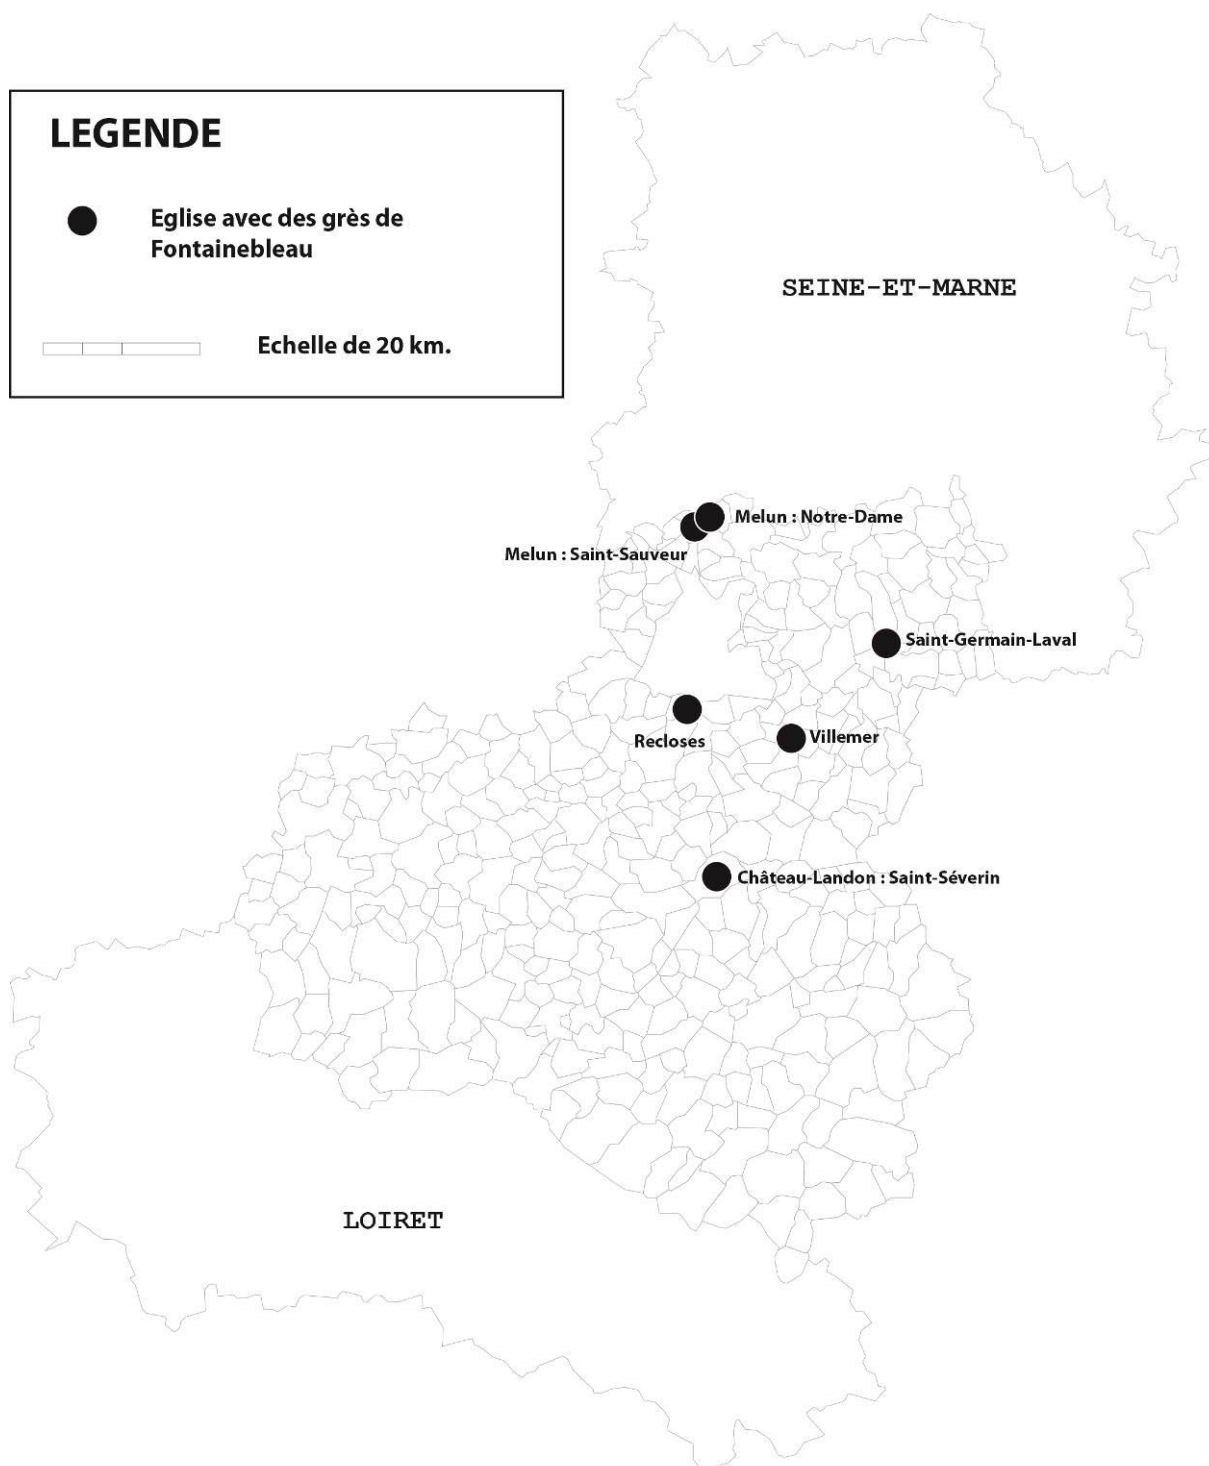 LEGENDE
Eglise avec des grès de
Fontainebleau
Echelle de 20 km.
SEINE-ET-MARNE
Melun : Notre-Dame
Melun : Saint-Sauveur
Saint-Germain-Laval
Recloses
Villemer
Château-Landon : Saint-Séverin
LOIRET